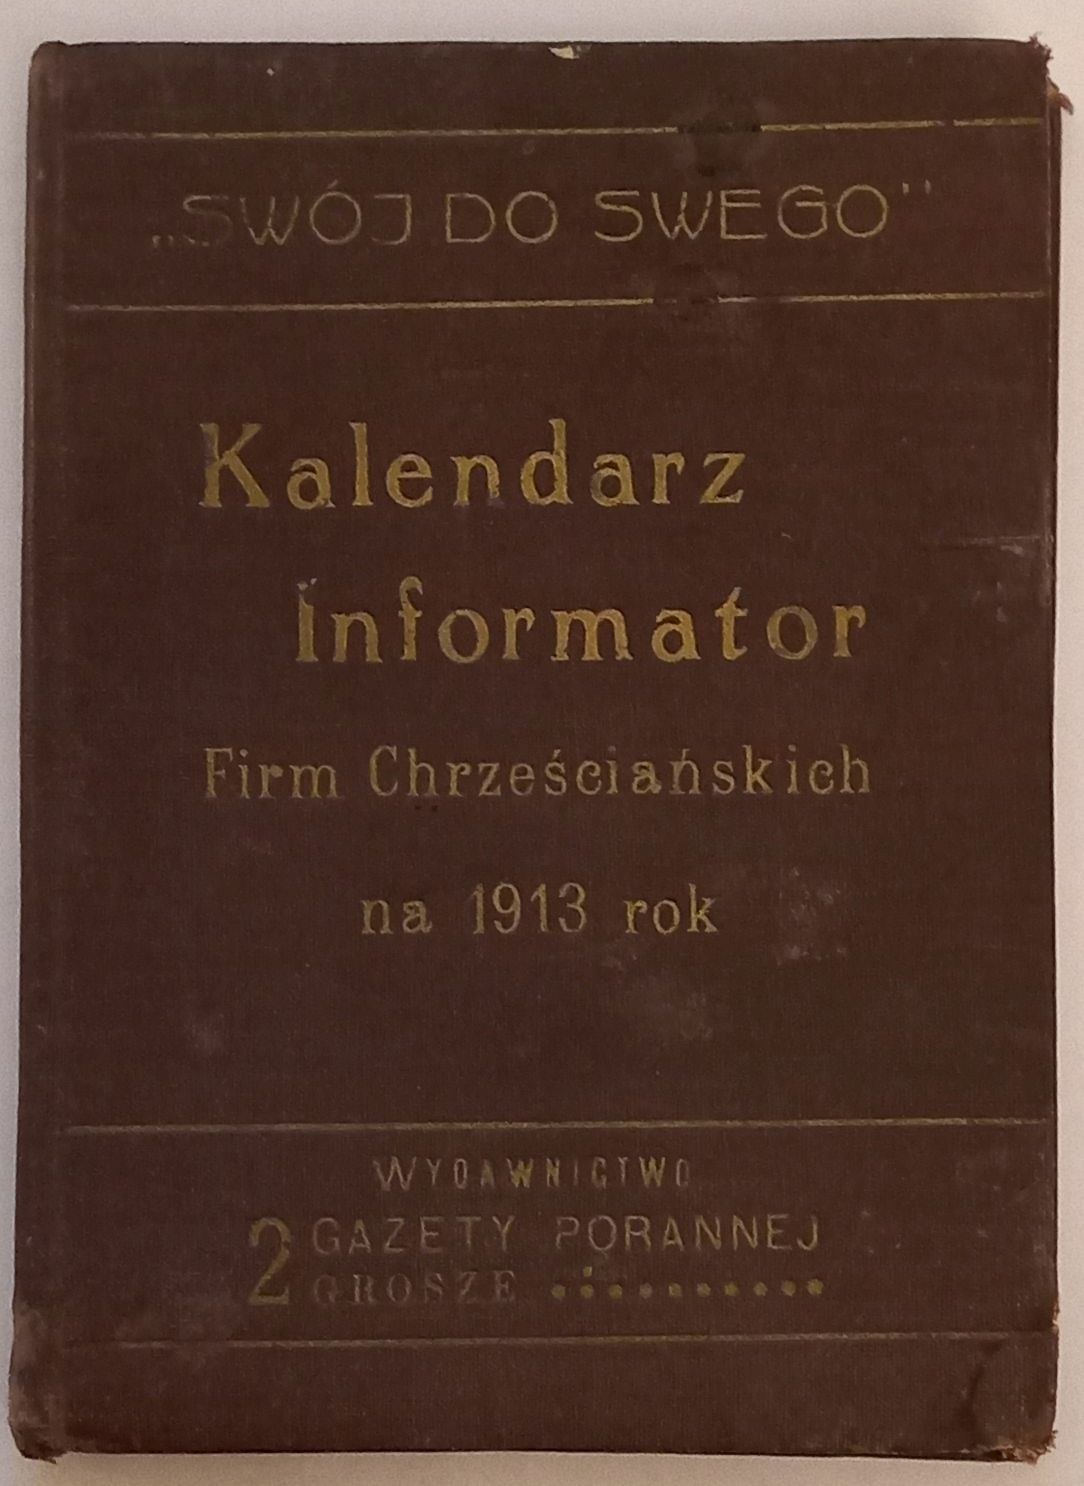 „SWÓJ DO SWEGO"
Kalendarz
Informator
Firm Chrześciańskich
na 1913 rok
WYDAWNICTWO
2 GAZETY PORANNEJ
GROSZE